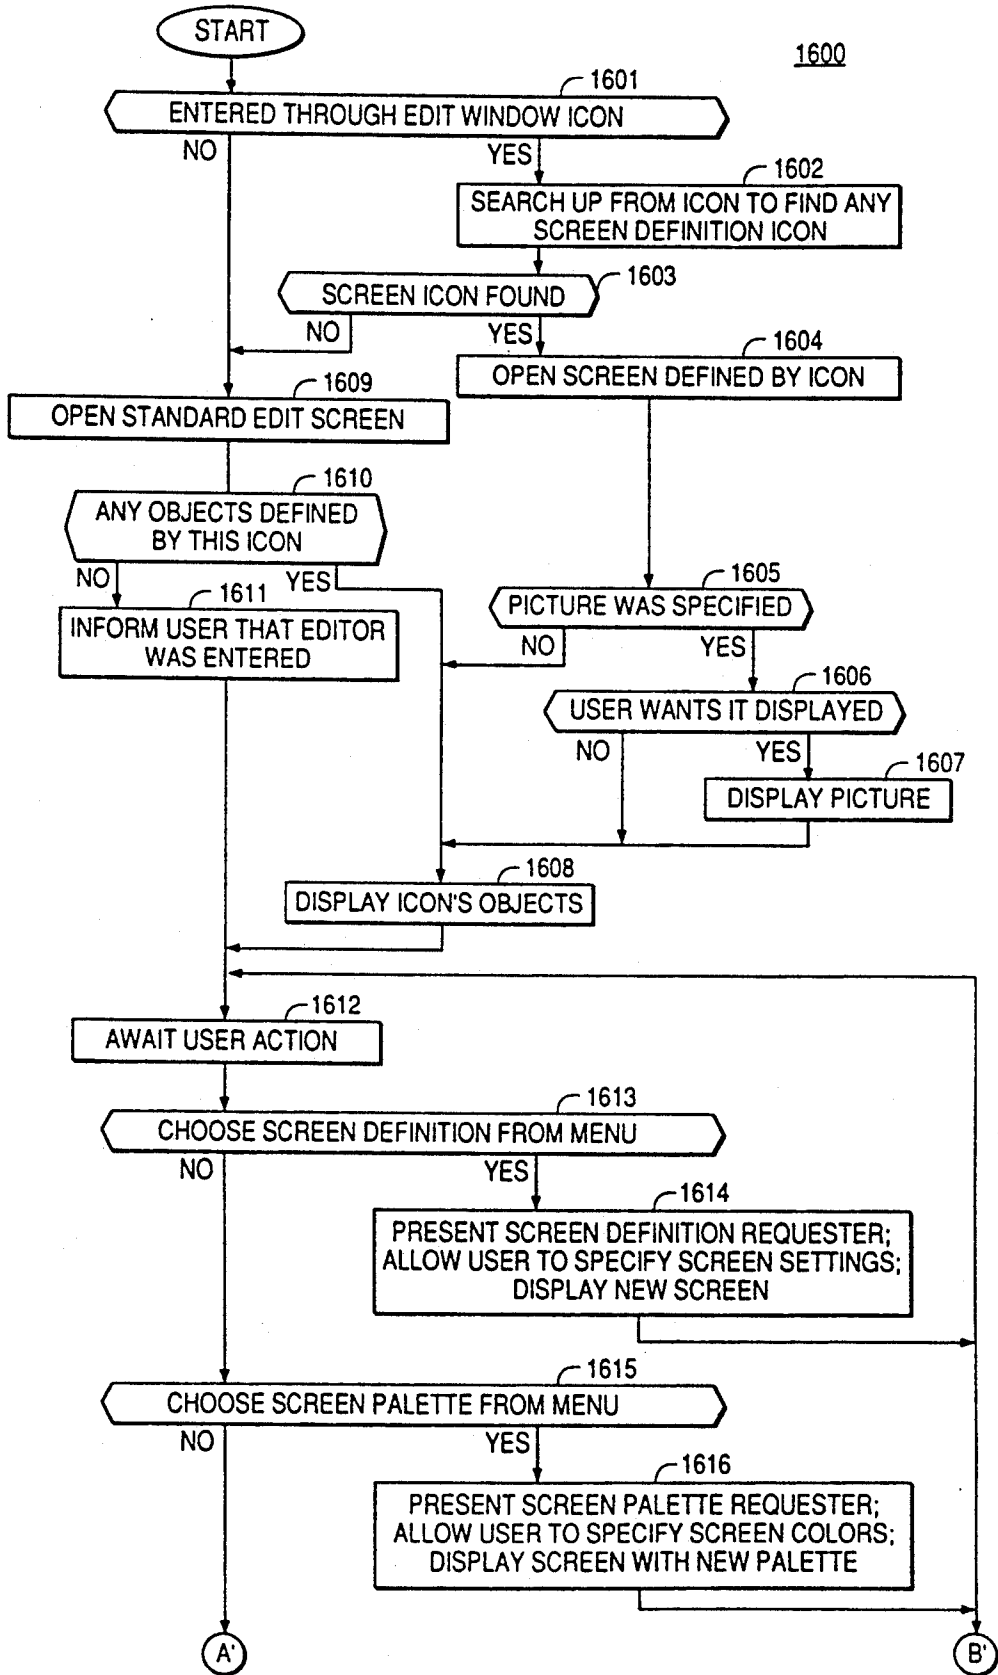 START
1600
1601
ENTERED THROUGH EDIT WINDOW ICON
NO
YES
1602
SEARCH UP FROM ICON TO FIND ANY
SCREEN DEFINITION ICON
1603
SCREEN ICON FOUND
NO
YES
1604
OPEN SCREEN DEFINED BY ICON
1609
OPEN STANDARD EDIT SCREEN
1610
ANY OBJECTS DEFINED
BY THIS ICON
NO
YES
1611
INFORM USER THAT EDITOR
WAS ENTERED
1605
PICTURE WAS SPECIFIED
NO
YES
1606
USER WANTS IT DISPLAYED
NO
YES
1607
DISPLAY PICTURE
1608
DISPLAY ICON'S OBJECTS
1612
AWAIT USER ACTION
1613
CHOOSE SCREEN DEFINITION FROM MENU
NO
YES
1614
PRESENT SCREEN DEFINITION REQUESTER;
ALLOW USER TO SPECIFY SCREEN SETTINGS;
DISPLAY NEW SCREEN
1615
CHOOSE SCREEN PALETTE FROM MENU
NO
YES
1616
PRESENT SCREEN PALETTE REQUESTER;
ALLOW USER TO SPECIFY SCREEN COLORS;
DISPLAY SCREEN WITH NEW PALETTE
A'
B'